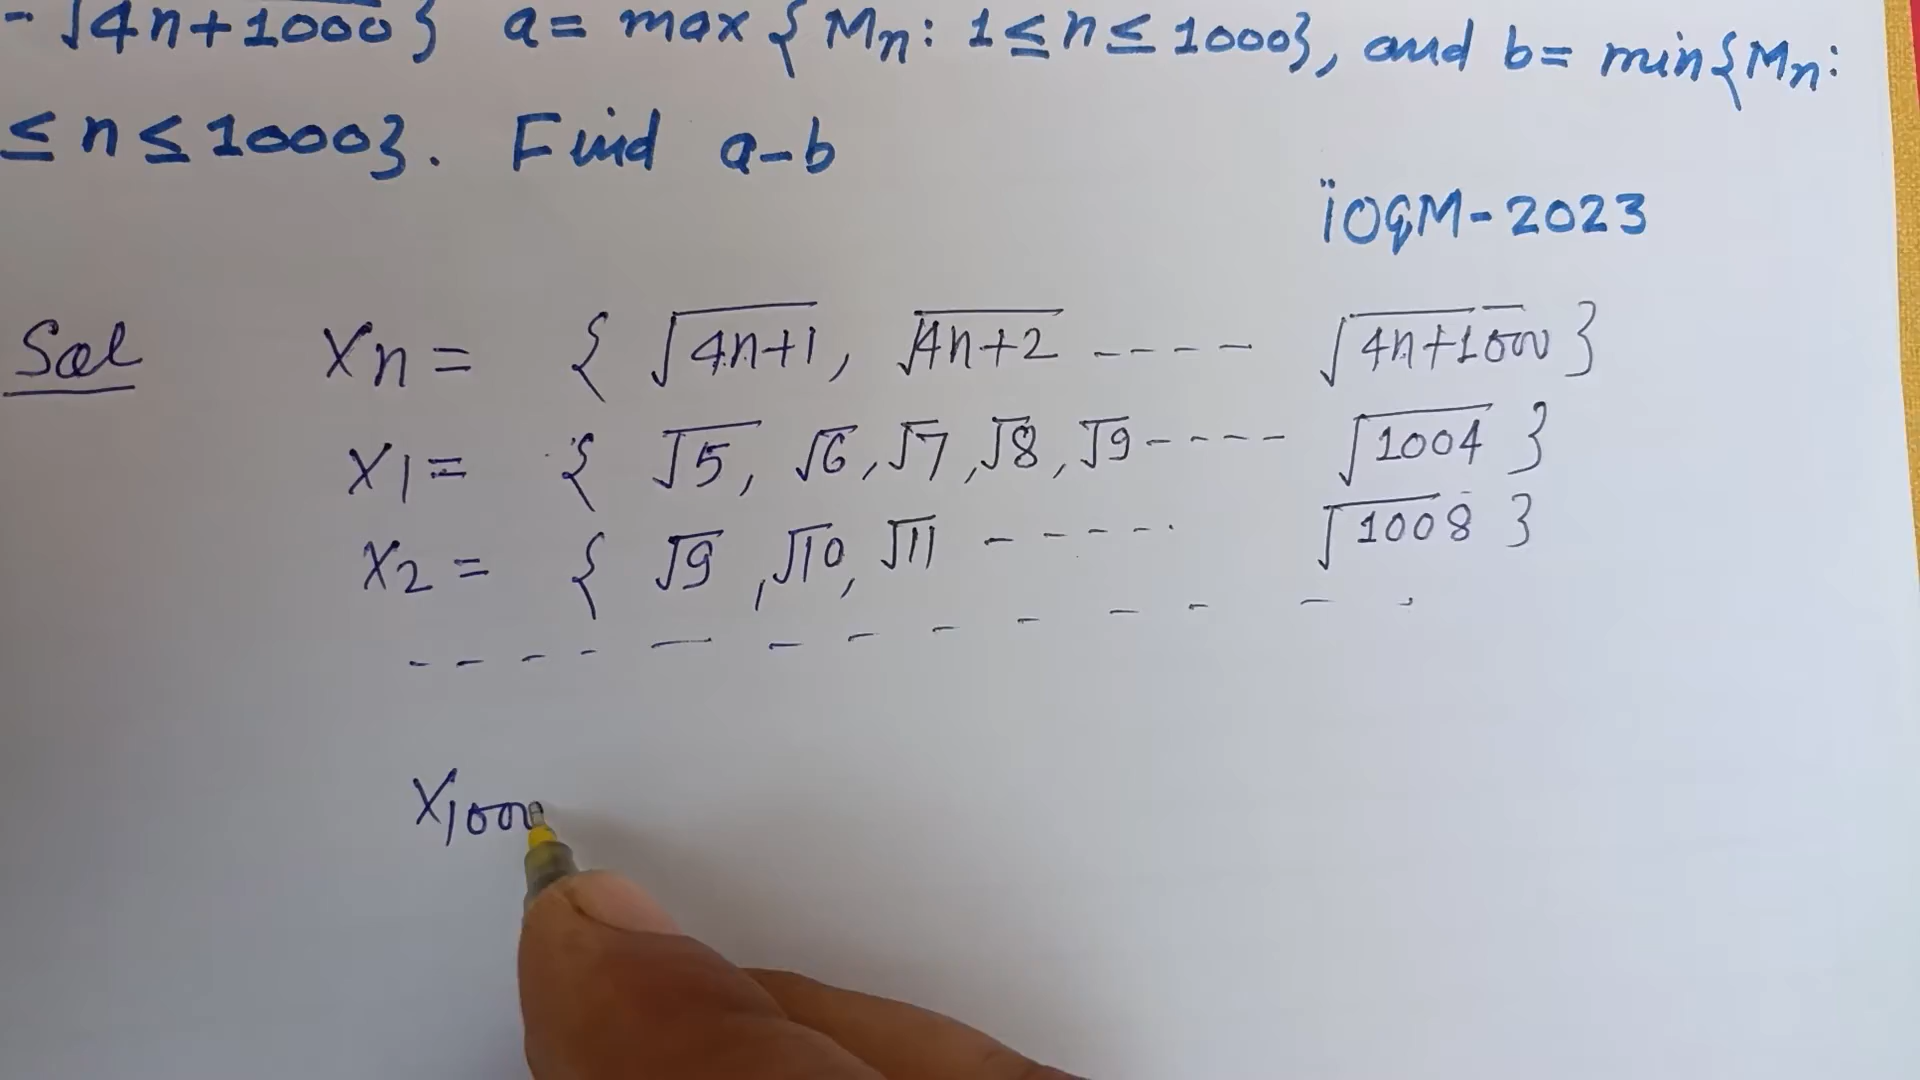 - √4n+1000} a= max { Mn: 1≤n≤ 1000}, and b= min{Mn:
≤ n ≤ 1000}. Find a-b
iOQM-2023
Sol Xn = { √4n+1, √4n+2 ---- √4n+1000 }
X1 = { √5, √6, √7, √8, √9 ---- √1004 }
X2 = { √9, √10, √11 ----- √1008 }
X1000